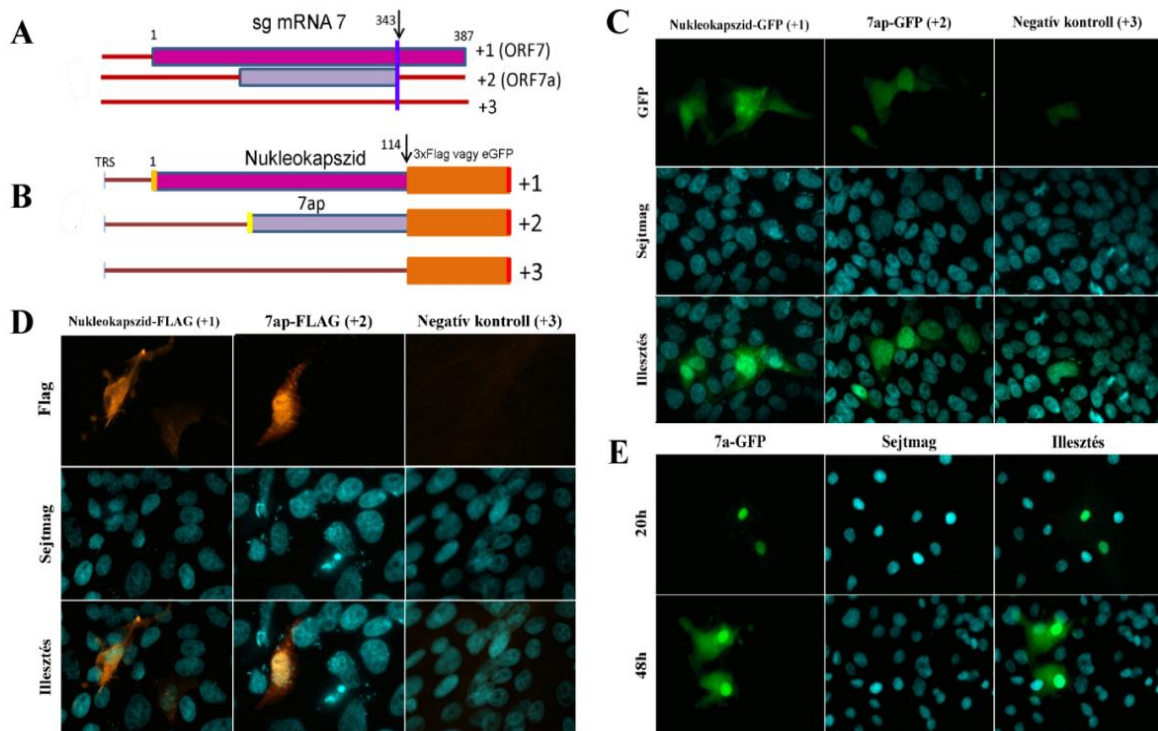 A
sg mRNA 7
1
343
387
+1 (ORF7)
+2 (ORF7a)
+3
B
TRS
1
Nukleokapszid
114
3xFlag vagy eGFP
+1
7ap
+2
+3
C
Nukleokapszid-GFP (+1) 7ap-GFP (+2) Negatív kontroll (+3)
GFP
Sejtmag
Illesztés
D
Nukleokapszid-FLAG (+1) 7ap-FLAG (+2) Negatív kontroll (+3)
Flag
Sejtmag
Illesztés
E
7a-GFP Sejtmag Illesztés
20h
48h